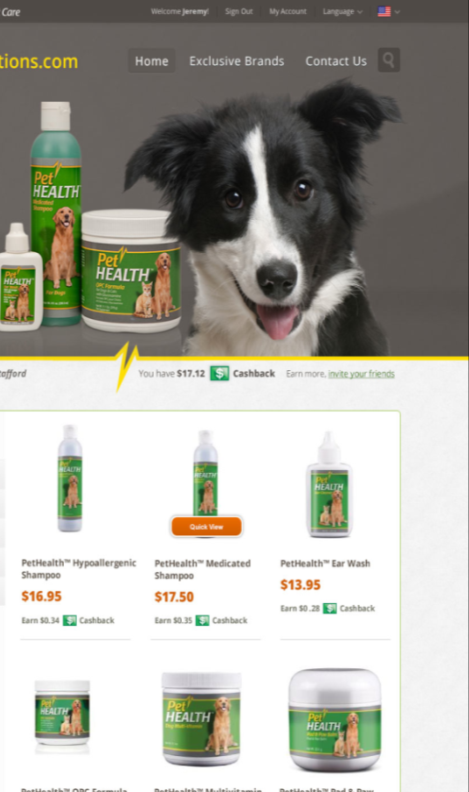 Care
Welcome Jeremy!
Sign Out
My Account
Language
tions.com
Home
Exclusive Brands
Contact Us
Pet
HEALTH™
Medicated
Shampoo
Pet
HEALTH
Pet
HEALTH
OPC Formula
afford
You have $17.12 $ Cashback
Earn more, invite your friends
Pet
HEALTH
Pet
HEALTH
Pet
HEALTH
Quick View
PetHealth™ Hypoallergenic
Shampoo
$16.95
Earn $0.34 $ Cashback
PetHealth™ Medicated
Shampoo
$17.50
Earn $0.35 $ Cashback
PetHealth™ Ear Wash
$13.95
Earn $0.28 $ Cashback
Pet
HEALTH
Pet
HEALTH
Pet
HEALTH
PetHealth™ OPC Formula
PetHealth™ Multivitamin
PetHealth™ Pad & Paw